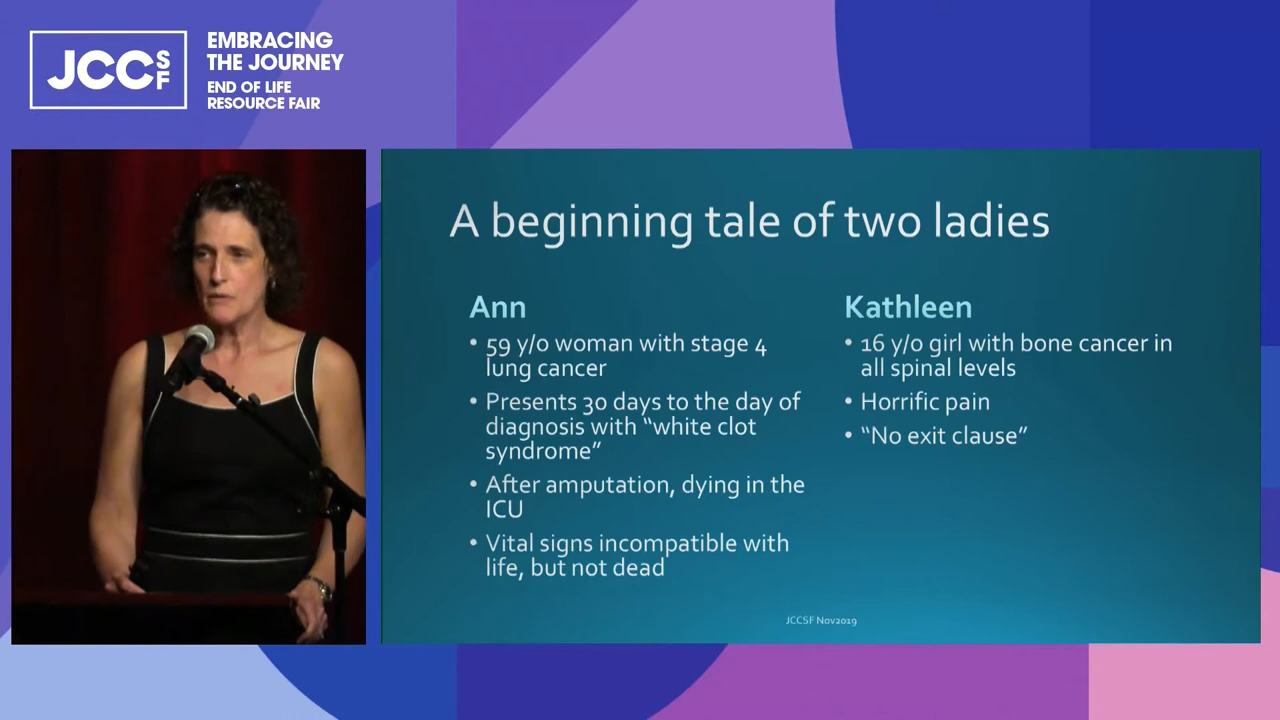 JCCSF
EMBRACING
THE JOURNEY
END OF LIFE
RESOURCE FAIR
A beginning tale of two ladies
Ann
• 59 y/o woman with stage 4
lung cancer
• Presents 30 days to the day of
diagnosis with “white clot
syndrome”
• After amputation, dying in the
ICU
• Vital signs incompatible with
life, but not dead
Kathleen
• 16 y/o girl with bone cancer in
all spinal levels
• Horrific pain
• “No exit clause”
JCCSF Nov2019